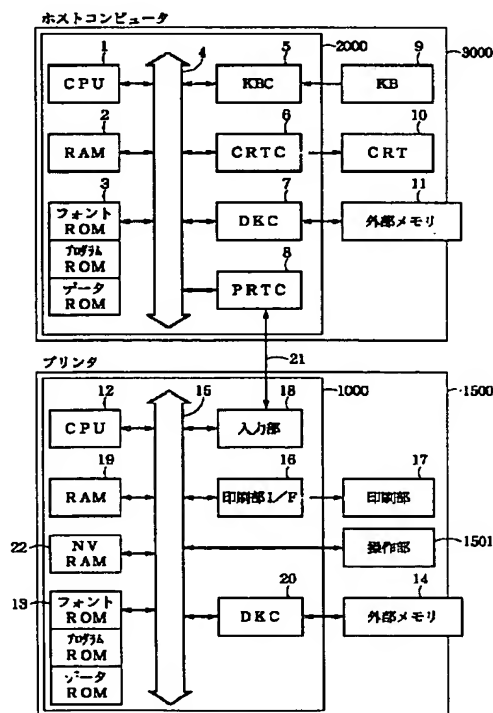 ホストコンピュータ
1 4 5 2000 9 3000
CPU KBC KB
2 6 10
RAM CRTC CRT
3 7 11
フォント
ROM
DKC 外部メモリ
プログラム
ROM
8
データ
ROM
PRTC
21
プリンタ
12 15 18 1000 1500
CPU 入力部
19 16 17
RAM 印刷部I/F 印刷部
22 NV
RAM
操作部 1501
13 20 14
フォント
ROM
DKC 外部メモリ
プログラム
ROM
データ
ROM